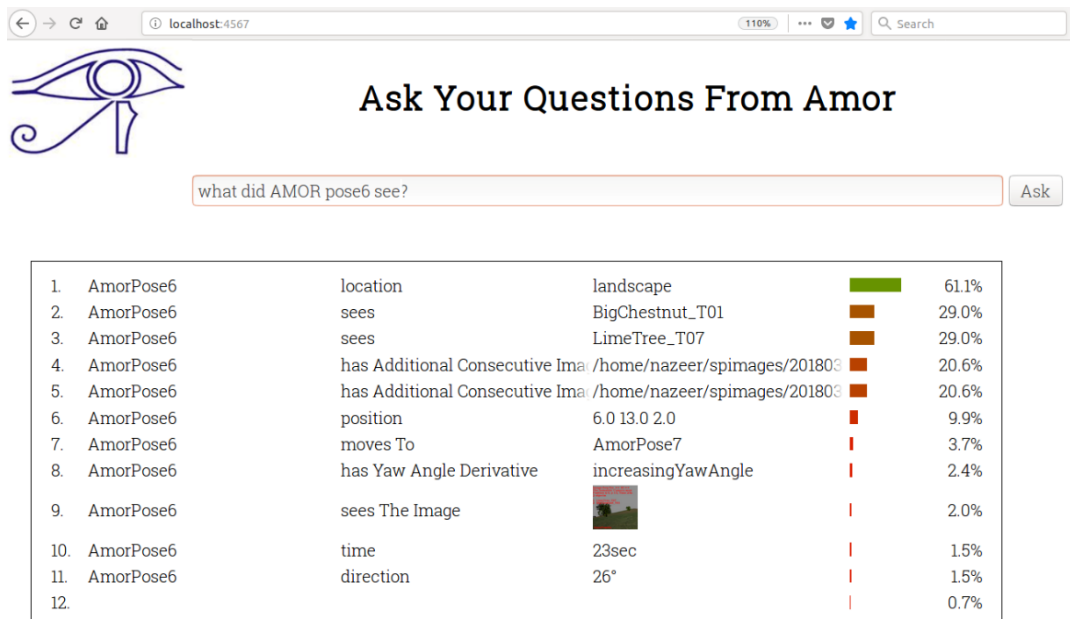 localhost:4567 110% Search
Ask Your Questions From Amor
what did AMOR pose6 see? Ask
1. AmorPose6 location landscape 61.1%
2. AmorPose6 sees BigChestnut_T01 29.0%
3. AmorPose6 sees LimeTree_T07 29.0%
4. AmorPose6 has Additional Consecutive Ima /home/nazeer/spimages/201803 20.6%
5. AmorPose6 has Additional Consecutive Ima /home/nazeer/spimages/201803 20.6%
6. AmorPose6 position 6.0 13.0 2.0 9.9%
7. AmorPose6 moves To AmorPose7 3.7%
8. AmorPose6 has Yaw Angle Derivative increasingYawAngle 2.4%
9. AmorPose6 sees The Image 2.0%
10. AmorPose6 time 23sec 1.5%
11. AmorPose6 direction 26° 1.5%
12. 0.7%